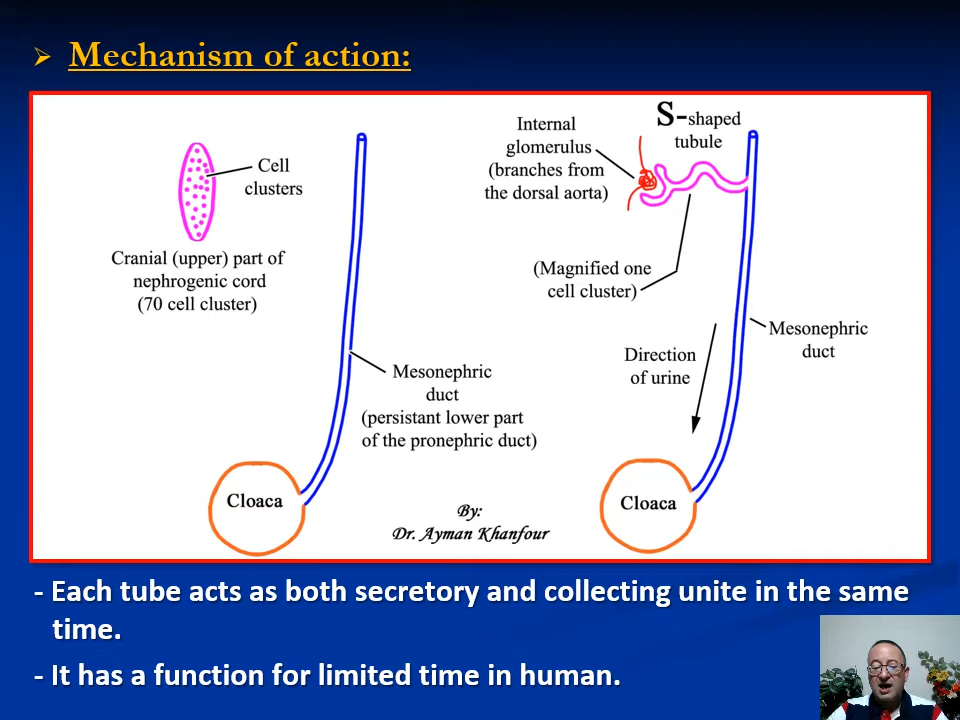 Mechanism of action:
Cell
clusters
Cranial (upper) part of
nephrogenic cord
(70 cell cluster)
Mesonephric
duct
(persistant lower part
of the pronephric duct)
Cloaca
By:
Dr. Ayman Khanfour
Internal
glomerulus
(branches from
the dorsal aorta)
S-shaped
tubule
(Magnified one
cell cluster)
Direction
of urine
Mesonephric
duct
Cloaca
- Each tube acts as both secretory and collecting unite in the same
time.
- It has a function for limited time in human.